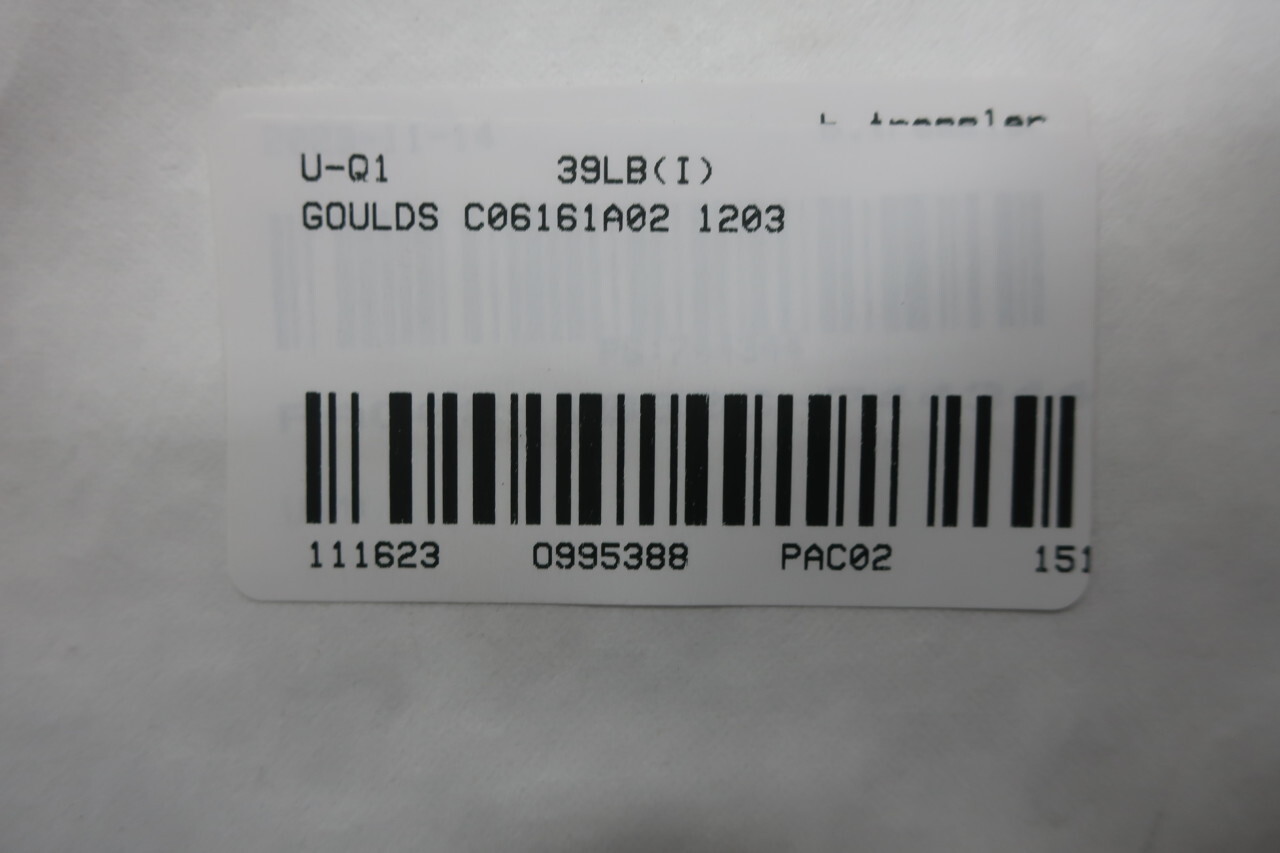 U-Q1 39LB(I)
GOULDS C06161A02 1203
111623 0995388 PAC02 151